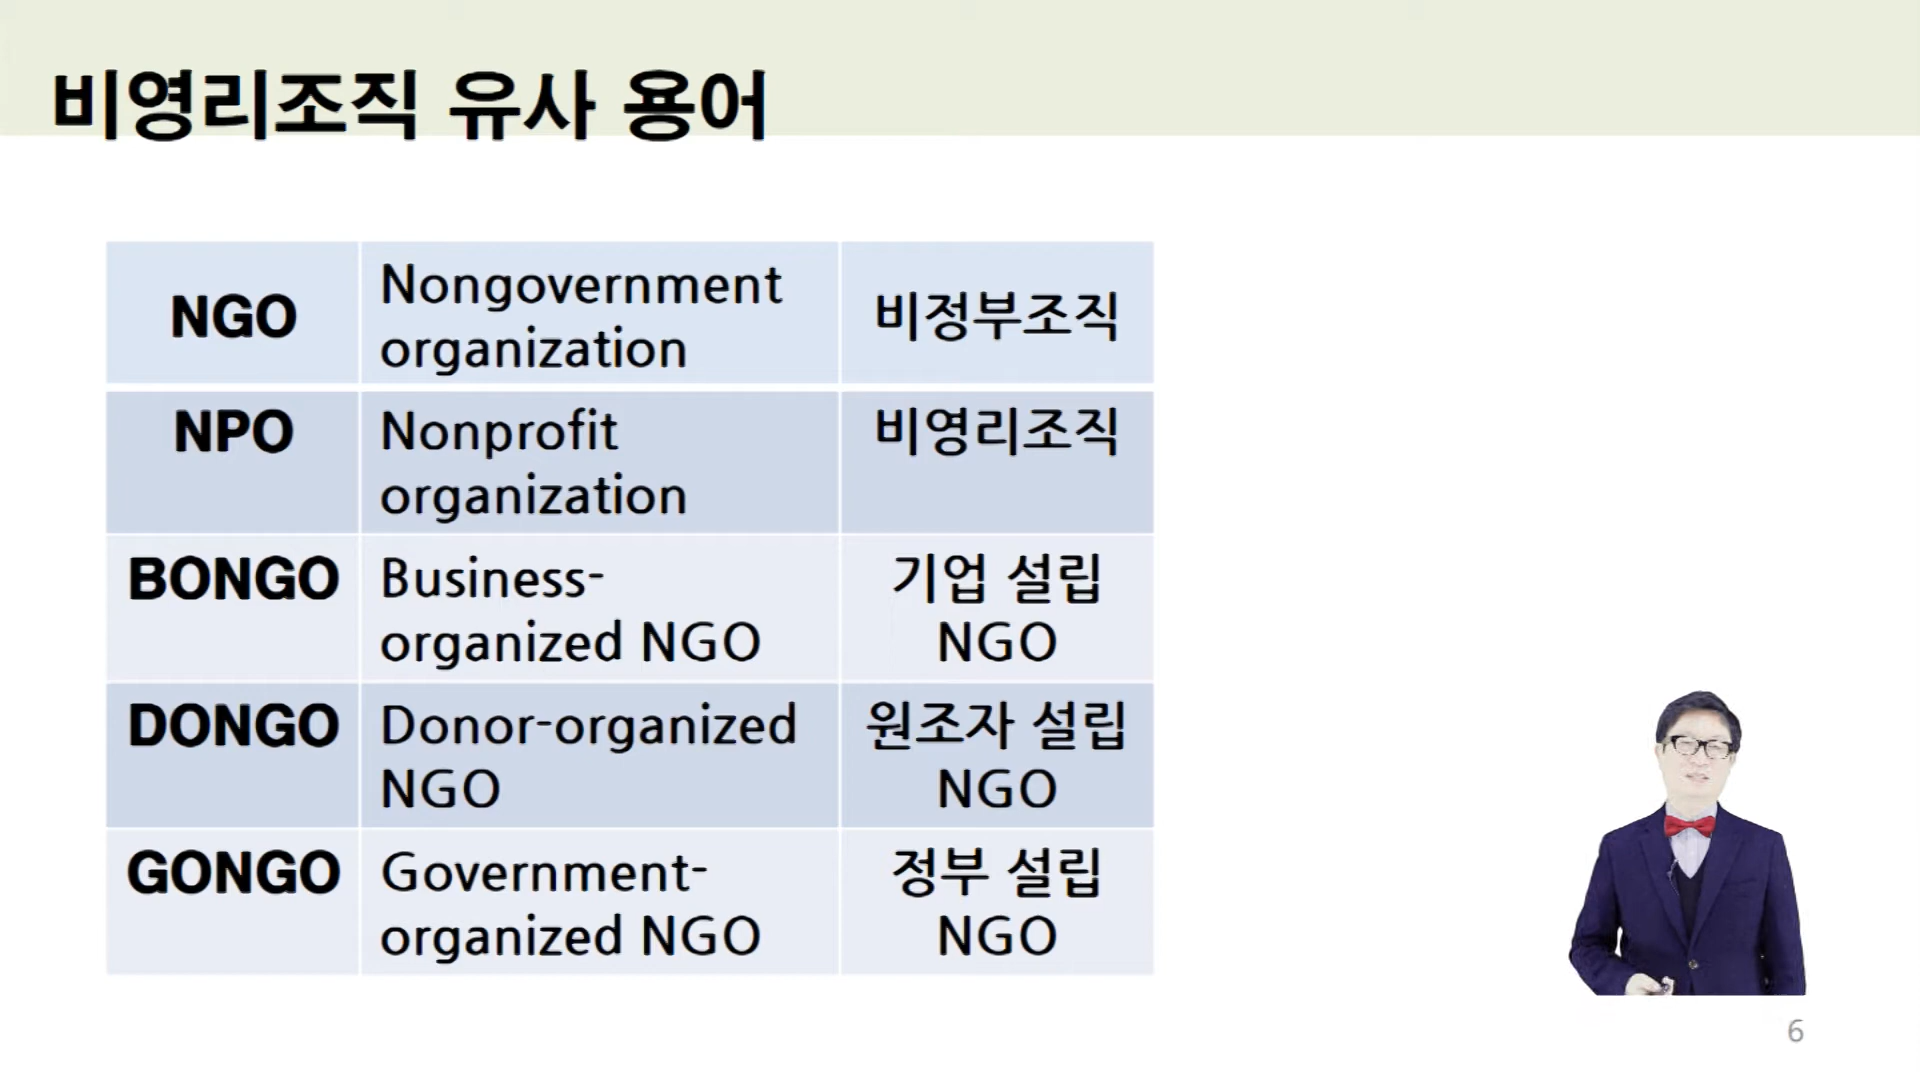 비영리조직 유사 용어
NGO
Nongovernment
organization
비정부조직
NPO
Nonprofit
organization
비영리조직
BONGO
Business-
organized NGO
기업 설립
NGO
DONGO
Donor-organized
NGO
원조자 설립
NGO
GONGO
Government-
organized NGO
정부 설립
NGO
6